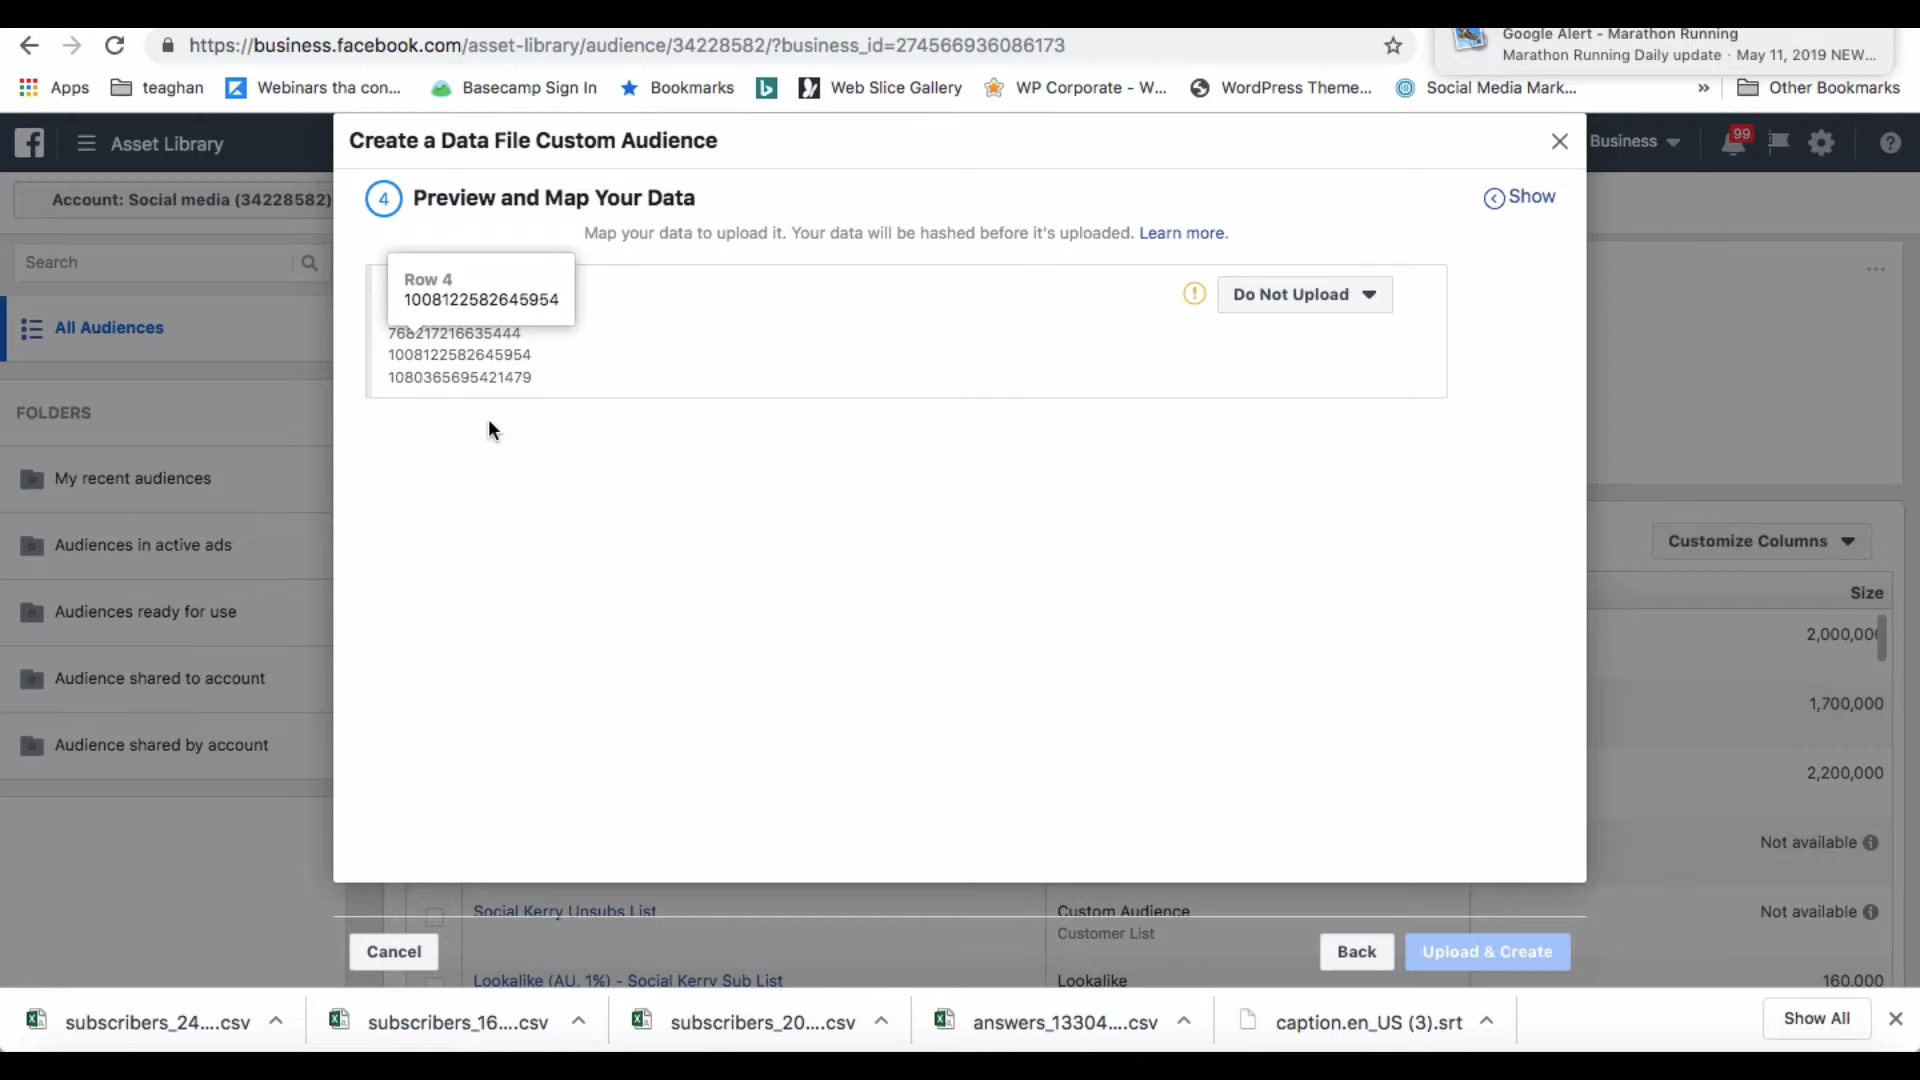 https://business.facebook.com/asset-library/audience/34228582/?business_id=274566936086173
Google Alert - Marathon Running
Marathon Running Daily update · May 11, 2019 NEW...
Apps
teaghan
Webinars tha con...
Basecamp Sign In
Bookmarks
Web Slice Gallery
WP Corporate - W...
WordPress Theme...
Social Media Mark...
»
Other Bookmarks
Asset Library
Create a Data File Custom Audience
Business
99
Account: Social media (34228582)
4
Preview and Map Your Data
Show
Map your data to upload it. Your data will be hashed before it's uploaded. Learn more.
Search
Row 4
1008122582645954
Do Not Upload
768217216635444
1008122582645954
1080365695421479
All Audiences
FOLDERS
My recent audiences
Audiences in active ads
Audiences ready for use
Audience shared to account
Audience shared by account
Customize Columns
Size
2,000,000
1,700,000
2,200,000
Not available
Social Kerry Unsubs List
Custom Audience
Customer List
Not available
Cancel
Back
Upload & Create
Lookalike (AU, 1%) - Social Kerry Sub List
Lookalike
160,000
subscribers_24....csv
subscribers_16....csv
subscribers_20....csv
answers_13304....csv
caption.en_US (3).srt
Show All